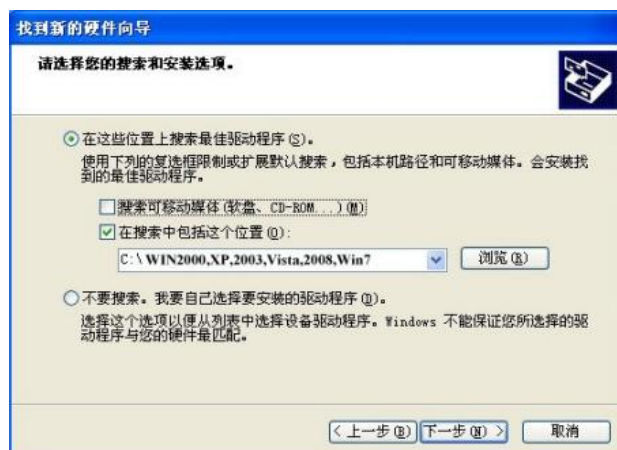 找到新的硬件向导
请选择您的搜索和安装选项。
在这些位置上搜索最佳驱动程序(S)。
使用下列的复选框限制或扩展默认搜索，包括本机路径和可移动媒体。会安装找
到的最佳驱动程序。
搜索可移动媒体(软盘、CD-ROM...)(M)
在搜索中包括这个位置(O):
C:\WIN2000,XP,2003,Vista,2008,Win7
浏览(R)
不要搜索。我要自己选择要安装的驱动程序(D)。
选择这个选项以便从列表中选择设备驱动程序。Windows 不能保证您所选择的驱
动程序与您的硬件最匹配。
< 上一步(B) 下一步(N) > 取消